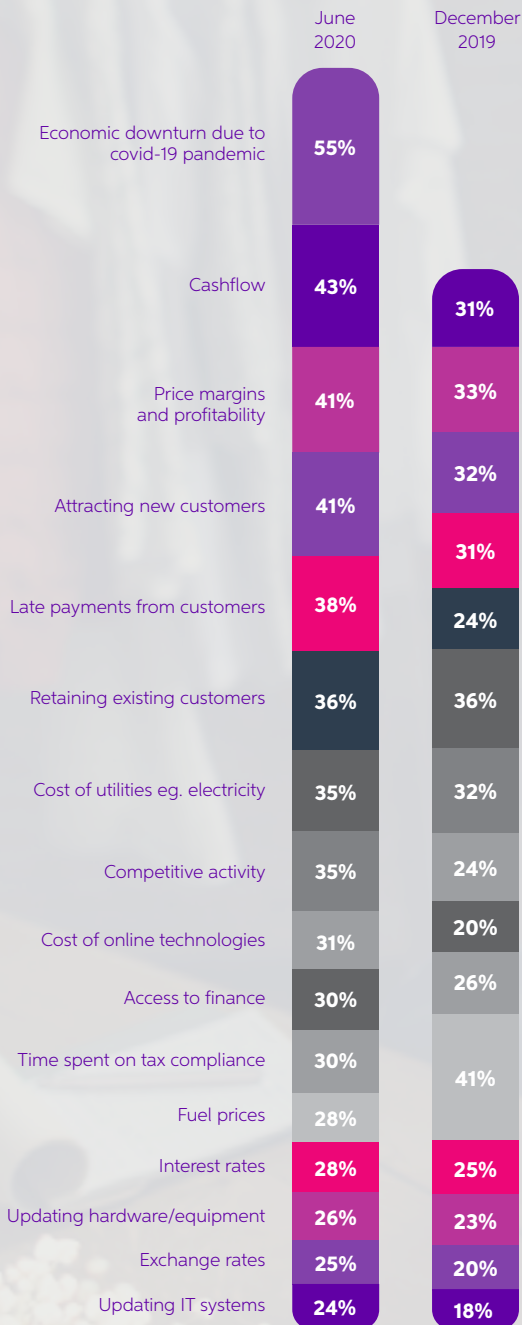 June
2020
December
2019
Economic downturn due to
covid-19 pandemic
55%
Cashflow
43%
31%
Price margins
and profitability
41%
33%
Attracting new customers
41%
32%
Late payments from customers
38%
31%
Retaining existing customers
36%
24%
Cost of utilities eg. electricity
35%
36%
Competitive activity
35%
32%
Cost of online technologies
31%
24%
Access to finance
30%
20%
Time spent on tax compliance
30%
26%
Fuel prices
28%
41%
Interest rates
28%
25%
Updating hardware/equipment
26%
23%
Exchange rates
25%
20%
Updating IT systems
24%
18%